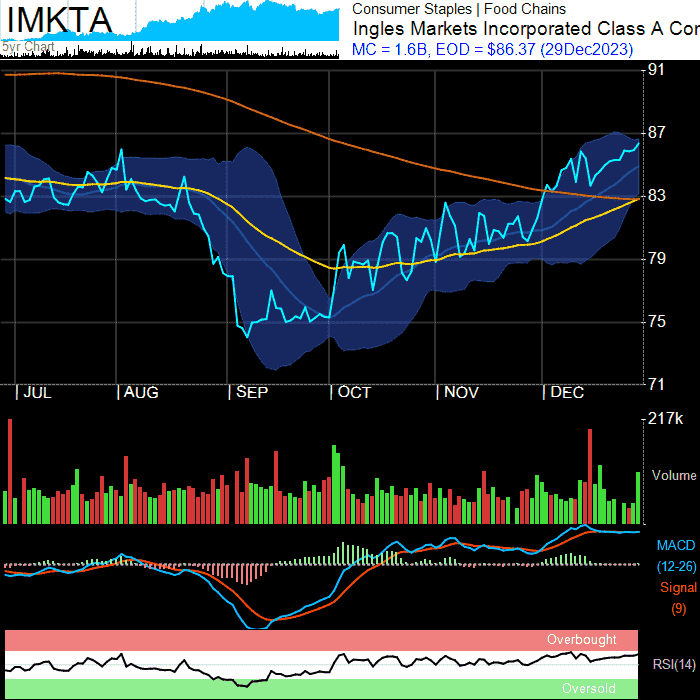 IMKTA
5yr Chart
Consumer Staples | Food Chains
Ingles Markets Incorporated Class A Cor
MC = 1.6B, EOD = $86.37 (29Dec2023)
91
87
83
79
75
71
| JUL | AUG | SEP | OCT | NOV | DEC
217k
Volume
MACD
(12-26)
Signal
(9)
Overbought
RSI(14)
Oversold